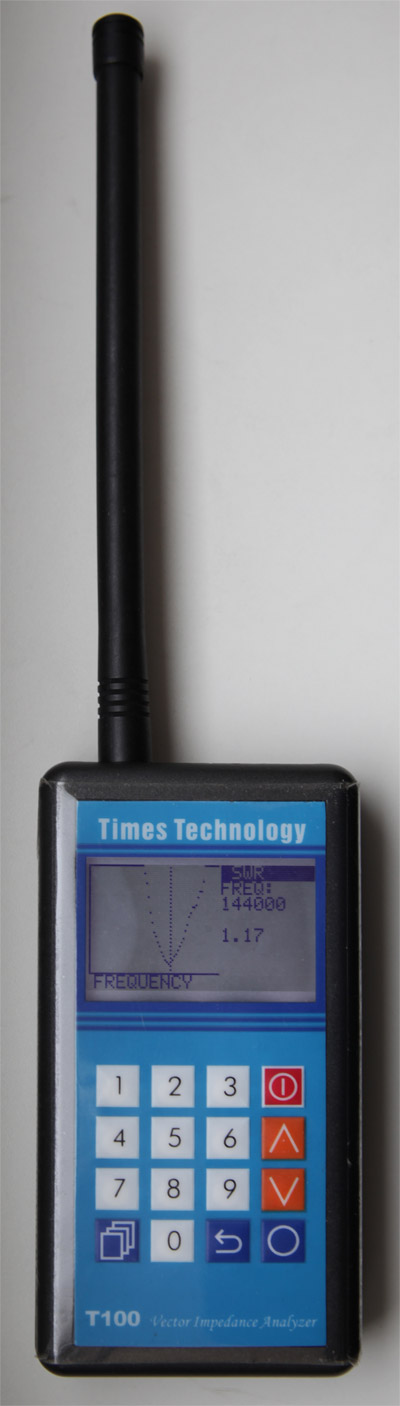 Times Technology
SWR
FREQ:
144000
1.17
FREQUENCY
1 2 3
4 5 6
7 8 9
0
T100 Vector Impedance Analyzer